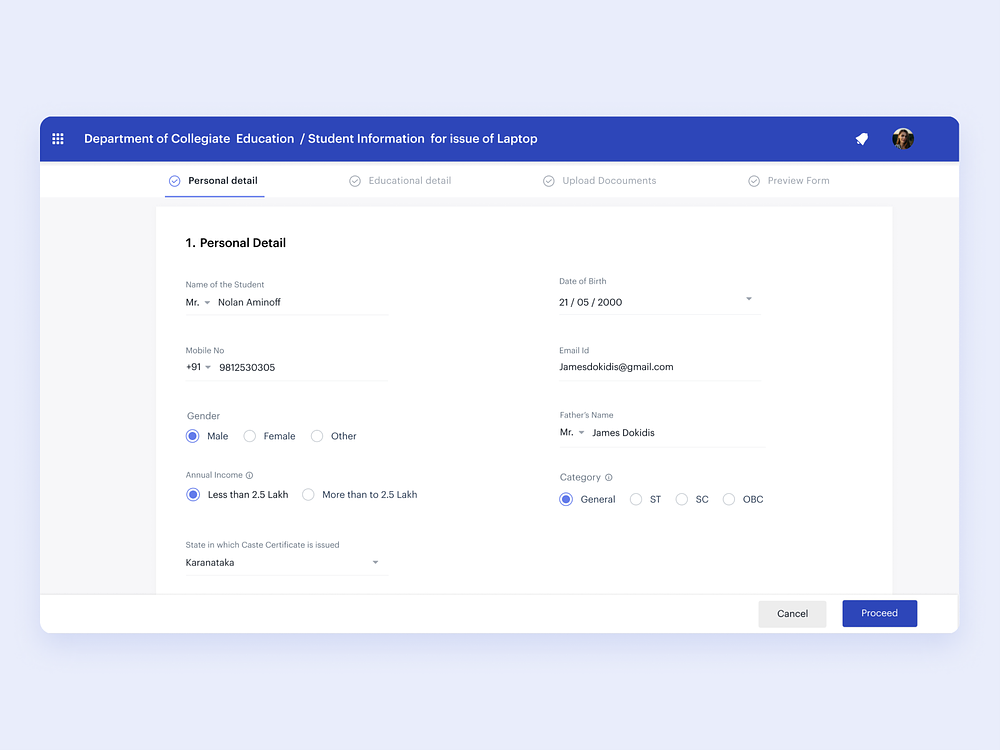 Department of Collegiate Education / Student Information for issue of Laptop
Personal detail
Educational detail
Upload Docouments
Preview Form
1. Personal Detail
Name of the Student
Mr. Nolan Aminoff
Date of Birth
21 / 05 / 2000
Mobile No
+91 9812530305
Email Id
Jamesdokidis@gmail.com
Gender
Male Female Other
Father's Name
Mr. James Dokidis
Annual Income
Less than 2.5 Lakh More than to 2.5 Lakh
Category
General ST SC OBC
State in which Caste Certificate is issued
Karanataka
Cancel
Proceed